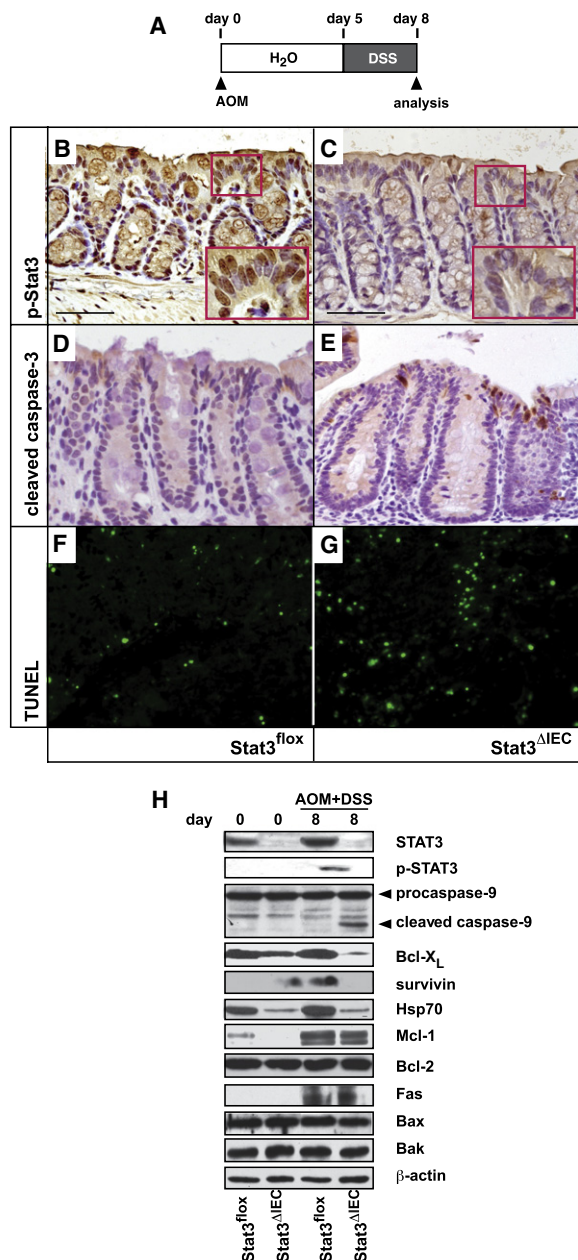 A
day 0 day 5 day 8
H2O DSS
AOM analysis
B C
p-Stat3
D E
cleaved caspase-3
F G
TUNEL
Stat3flox Stat3ΔIEC
H
AOM+DSS
day 0 0 8 8
STAT3
p-STAT3
procaspase-9
cleaved caspase-9
Bcl-XL
survivin
Hsp70
Mcl-1
Bcl-2
Fas
Bax
Bak
β-actin
Stat3flox Stat3ΔIEC Stat3flox Stat3ΔIEC